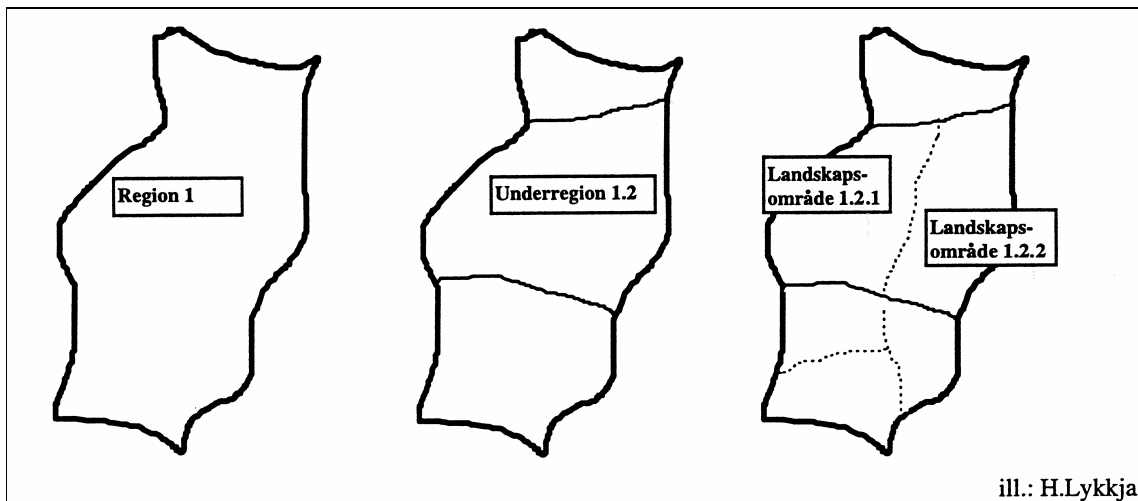 Region 1
Underregion 1.2
Landskaps-
område 1.2.1
Landskaps-
område 1.2.2
ill.: H.Lykkja